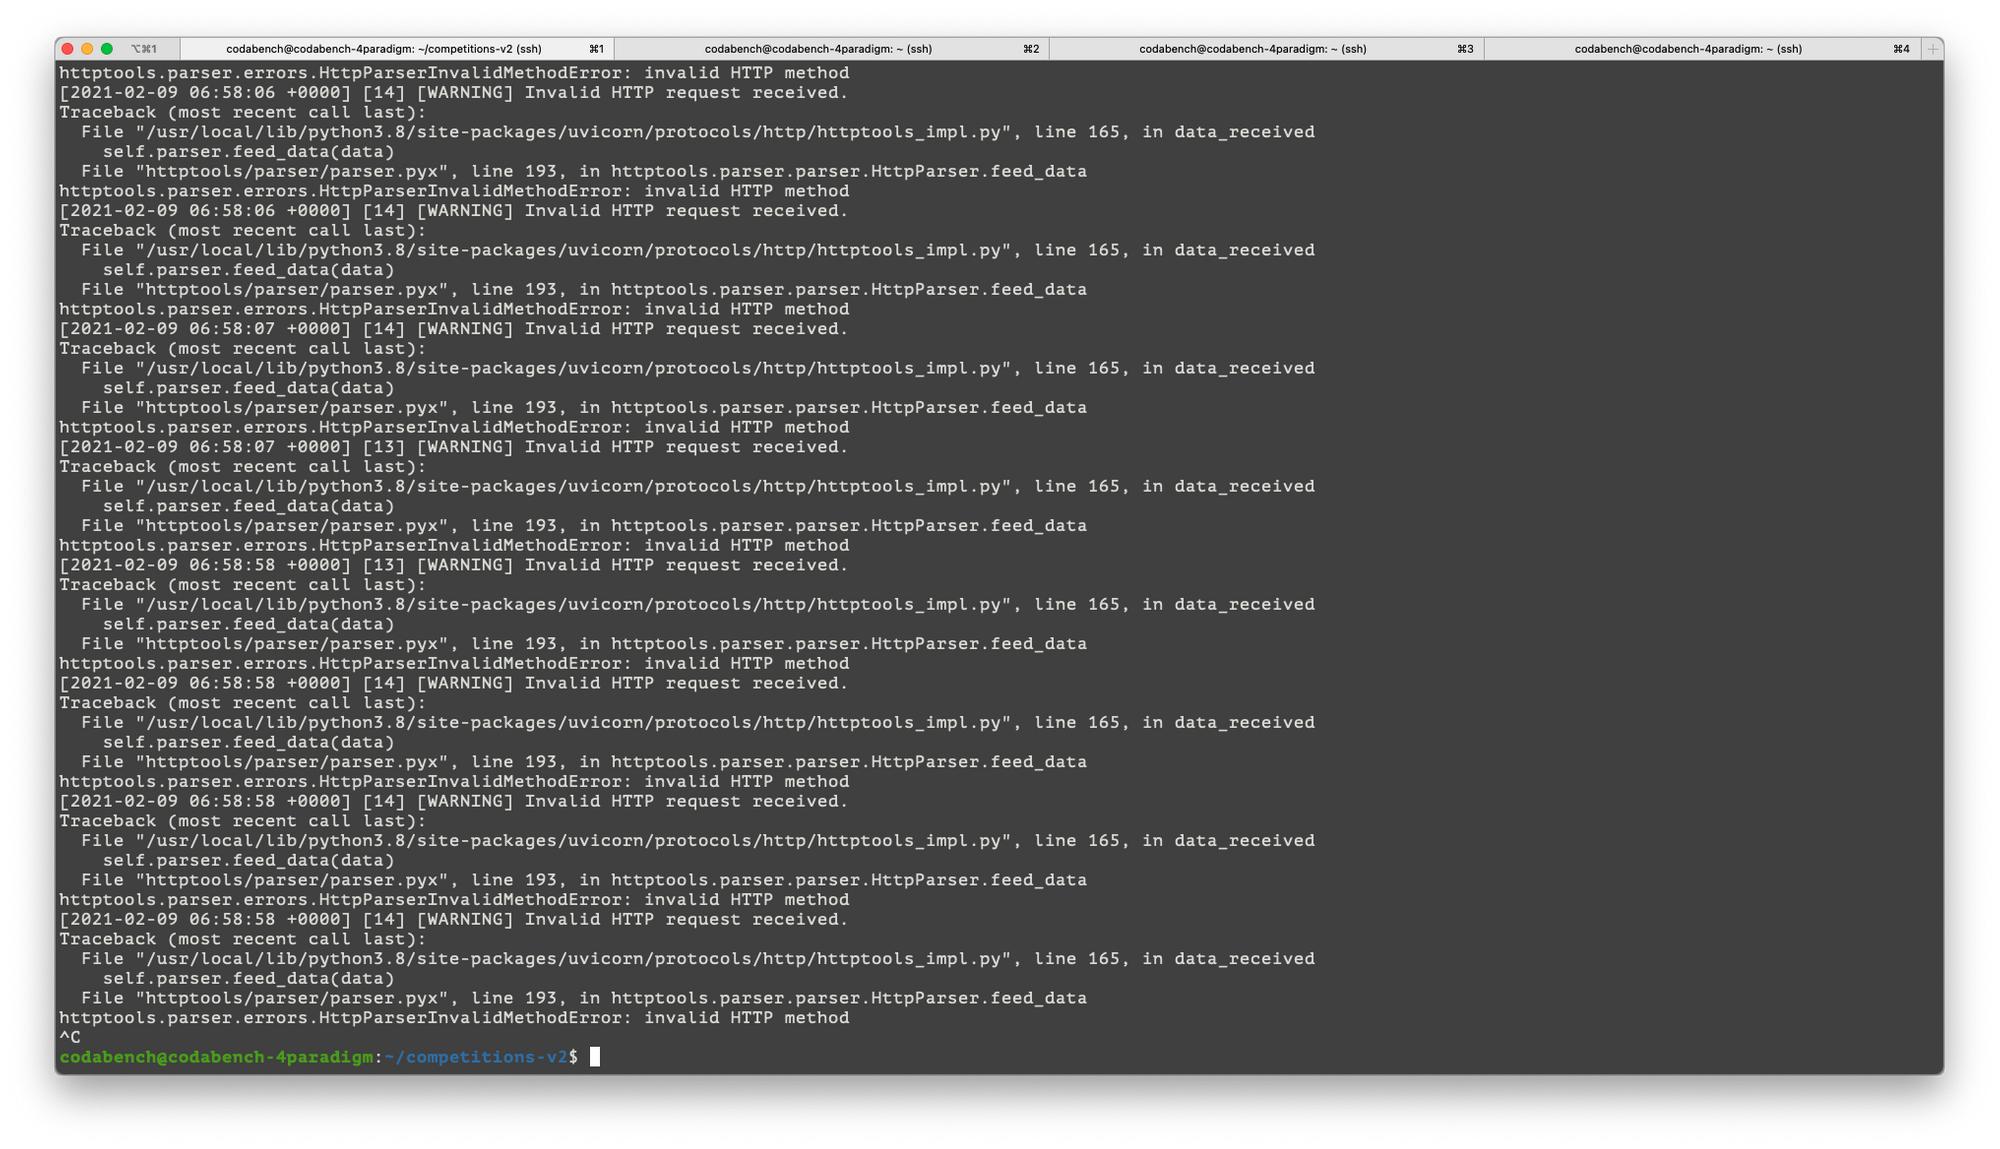 ⌥⌘1 codabench@codabench-4paradigm: ~/competitions-v2 (ssh) ⌘1 codabench@codabench-4paradigm: ~ (ssh) ⌘2 codabench@codabench-4paradigm: ~ (ssh) ⌘3 codabench@codabench-4paradigm: ~ (ssh) ⌘4
httptools.parser.errors.HttpParserInvalidMethodError: invalid HTTP method
[2021-02-09 06:58:06 +0000] [14] [WARNING] Invalid HTTP request received.
Traceback (most recent call last):
  File "/usr/local/lib/python3.8/site-packages/uvicorn/protocols/http/httptools_impl.py", line 165, in data_received
    self.parser.feed_data(data)
  File "httptools/parser/parser.pyx", line 193, in httptools.parser.parser.HttpParser.feed_data
httptools.parser.errors.HttpParserInvalidMethodError: invalid HTTP method
[2021-02-09 06:58:06 +0000] [14] [WARNING] Invalid HTTP request received.
Traceback (most recent call last):
  File "/usr/local/lib/python3.8/site-packages/uvicorn/protocols/http/httptools_impl.py", line 165, in data_received
    self.parser.feed_data(data)
  File "httptools/parser/parser.pyx", line 193, in httptools.parser.parser.HttpParser.feed_data
httptools.parser.errors.HttpParserInvalidMethodError: invalid HTTP method
[2021-02-09 06:58:07 +0000] [14] [WARNING] Invalid HTTP request received.
Traceback (most recent call last):
  File "/usr/local/lib/python3.8/site-packages/uvicorn/protocols/http/httptools_impl.py", line 165, in data_received
    self.parser.feed_data(data)
  File "httptools/parser/parser.pyx", line 193, in httptools.parser.parser.HttpParser.feed_data
httptools.parser.errors.HttpParserInvalidMethodError: invalid HTTP method
[2021-02-09 06:58:07 +0000] [13] [WARNING] Invalid HTTP request received.
Traceback (most recent call last):
  File "/usr/local/lib/python3.8/site-packages/uvicorn/protocols/http/httptools_impl.py", line 165, in data_received
    self.parser.feed_data(data)
  File "httptools/parser/parser.pyx", line 193, in httptools.parser.parser.HttpParser.feed_data
httptools.parser.errors.HttpParserInvalidMethodError: invalid HTTP method
[2021-02-09 06:58:58 +0000] [13] [WARNING] Invalid HTTP request received.
Traceback (most recent call last):
  File "/usr/local/lib/python3.8/site-packages/uvicorn/protocols/http/httptools_impl.py", line 165, in data_received
    self.parser.feed_data(data)
  File "httptools/parser/parser.pyx", line 193, in httptools.parser.parser.HttpParser.feed_data
httptools.parser.errors.HttpParserInvalidMethodError: invalid HTTP method
[2021-02-09 06:58:58 +0000] [14] [WARNING] Invalid HTTP request received.
Traceback (most recent call last):
  File "/usr/local/lib/python3.8/site-packages/uvicorn/protocols/http/httptools_impl.py", line 165, in data_received
    self.parser.feed_data(data)
  File "httptools/parser/parser.pyx", line 193, in httptools.parser.parser.HttpParser.feed_data
httptools.parser.errors.HttpParserInvalidMethodError: invalid HTTP method
[2021-02-09 06:58:58 +0000] [14] [WARNING] Invalid HTTP request received.
Traceback (most recent call last):
  File "/usr/local/lib/python3.8/site-packages/uvicorn/protocols/http/httptools_impl.py", line 165, in data_received
    self.parser.feed_data(data)
  File "httptools/parser/parser.pyx", line 193, in httptools.parser.parser.HttpParser.feed_data
httptools.parser.errors.HttpParserInvalidMethodError: invalid HTTP method
[2021-02-09 06:58:58 +0000] [14] [WARNING] Invalid HTTP request received.
Traceback (most recent call last):
  File "/usr/local/lib/python3.8/site-packages/uvicorn/protocols/http/httptools_impl.py", line 165, in data_received
    self.parser.feed_data(data)
  File "httptools/parser/parser.pyx", line 193, in httptools.parser.parser.HttpParser.feed_data
httptools.parser.errors.HttpParserInvalidMethodError: invalid HTTP method
^C
codabench@codabench-4paradigm:~/competitions-v2$